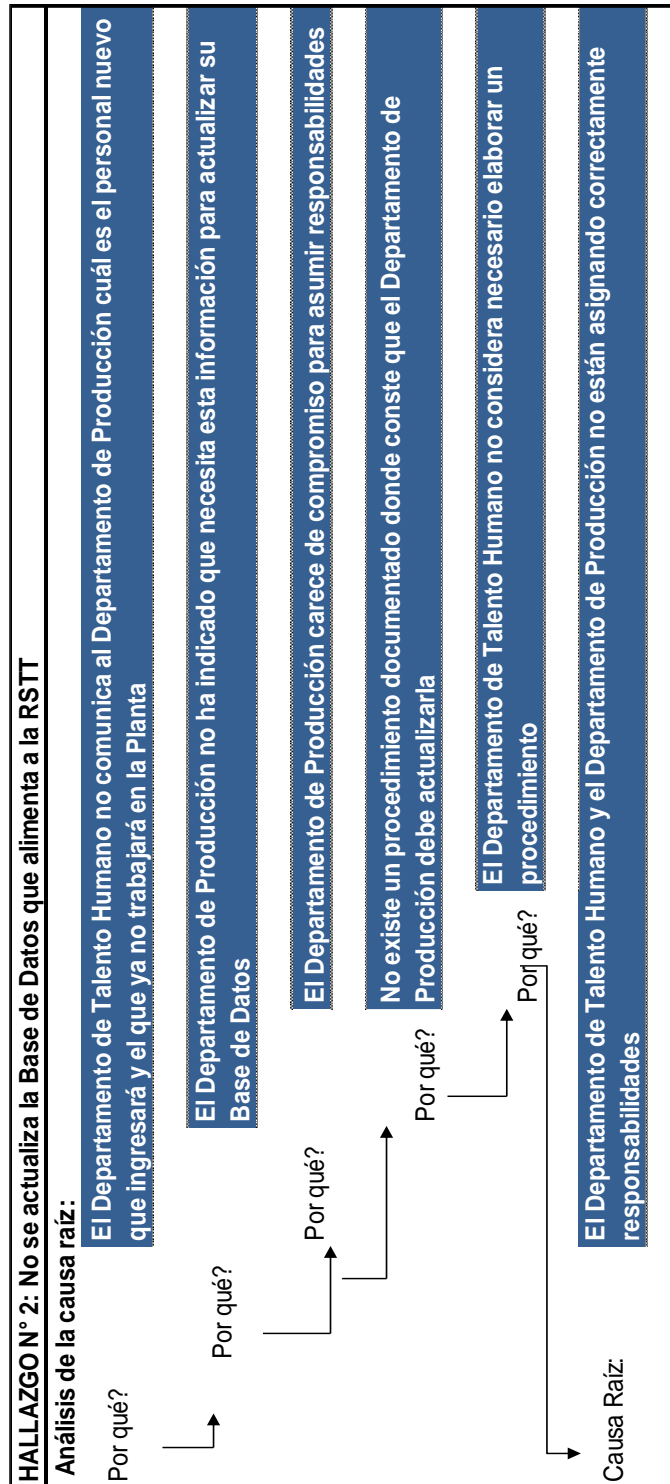 HALLAZGO N° 2: No se actualiza la Base de Datos que alimenta a la RSTT
Análisis de la causa raíz:
Por qué?
El Departamento de Talento Humano no comunica al Departamento de Producción cuál es el personal nuevo
que ingresará y el que ya no trabajará en la Planta
Por qué?
El Departamento de Producción no ha indicado que necesita esta información para actualizar su
Base de Datos
Por qué?
El Departamento de Producción carece de compromiso para asumir responsabilidades
Por qué?
No existe un procedimiento documentado donde conste que el Departamento de
Producción debe actualizarla
Por qué?
El Departamento de Talento Humano no considera necesario elaborar un
procedimiento
Causa Raíz:
El Departamento de Talento Humano y el Departamento de Producción no están asignando correctamente
responsabilidades